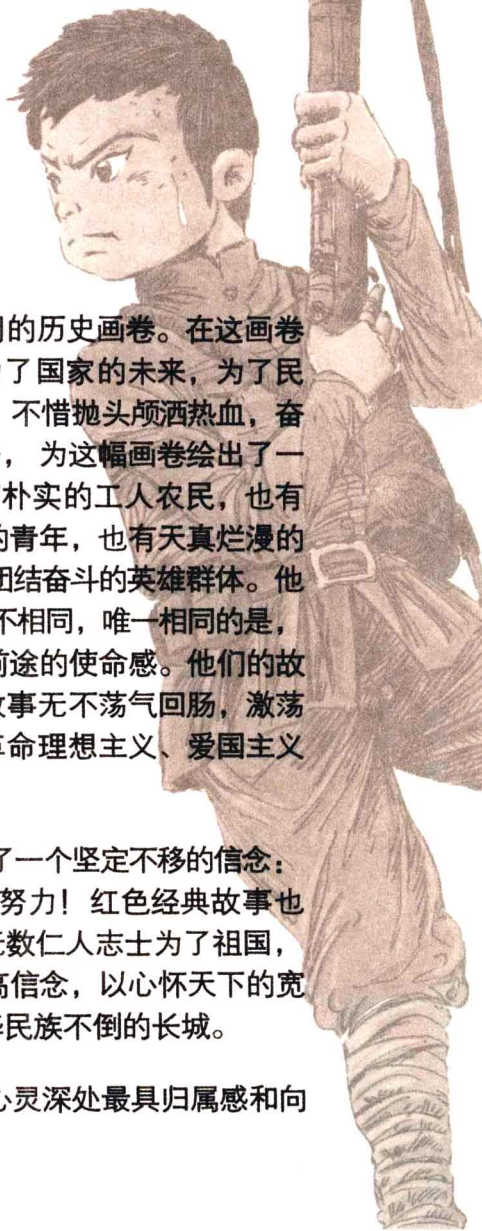 的历史画卷。在这画卷
了国家的未来，为了民
不惜抛头颅洒热血，奋
，为这幅画卷绘出了一
朴实的工人农民，也有
的青年，也有天真烂漫的
团结奋斗的英雄群体。他
不相同，唯一相同的是，
前途的使命感。他们的故
事无不荡气回肠，激荡
革命理想主义、爱国主义
了一个坚定不移的信念：
努力！红色经典故事也
无数仁人志士为了祖国，
高信念，以心怀天下的宽
民族不倒的长城。
心灵深处最具归属感和向